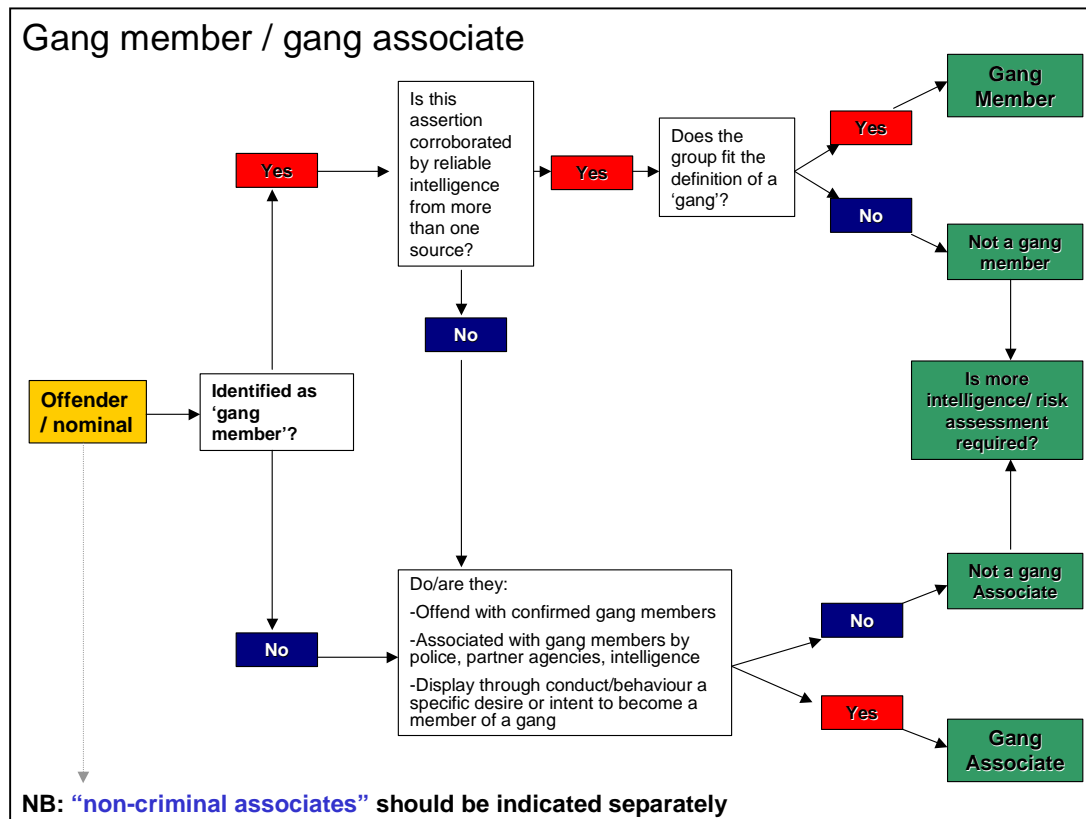 Gang member / gang associate
Gang
Member
Is this
assertion
corroborated
by reliable
intelligence
from more
than one
source?
Does the
group fit the
definition of a
‘gang’?
Yes
Yes
Yes
No
Not a gang
member
No
Offender
/ nominal
Identified as
‘gang
member’?
Is more
intelligence/ risk
assessment
required?
Do/are they:
-Offend with confirmed gang members
-Associated with gang members by
police, partner agencies, intelligence
-Display through conduct/behaviour a
specific desire or intent to become a
member of a gang
No
No
Not a gang
Associate
Yes
Gang
Associate
NB: “non-criminal associates” should be indicated separately